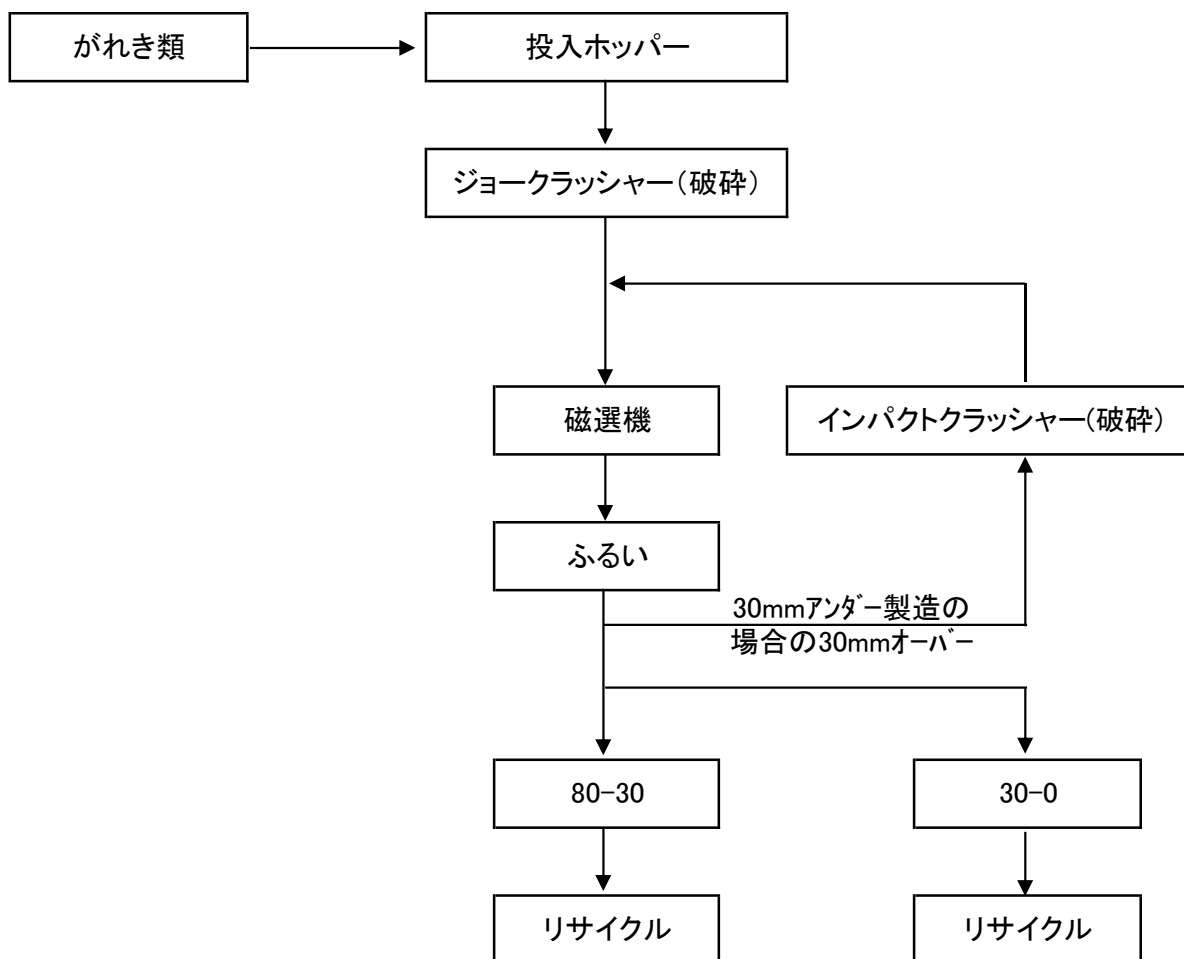 がれき類
投入ホッパー
ジョークラッシャー（破砕）
磁選機
インパクトクラッシャー(破砕）
ふるい
30mmｱﾝﾀﾞｰ製造の
場合の30mmｵｰﾊﾞｰ
80-30
30-0
リサイクル
リサイクル